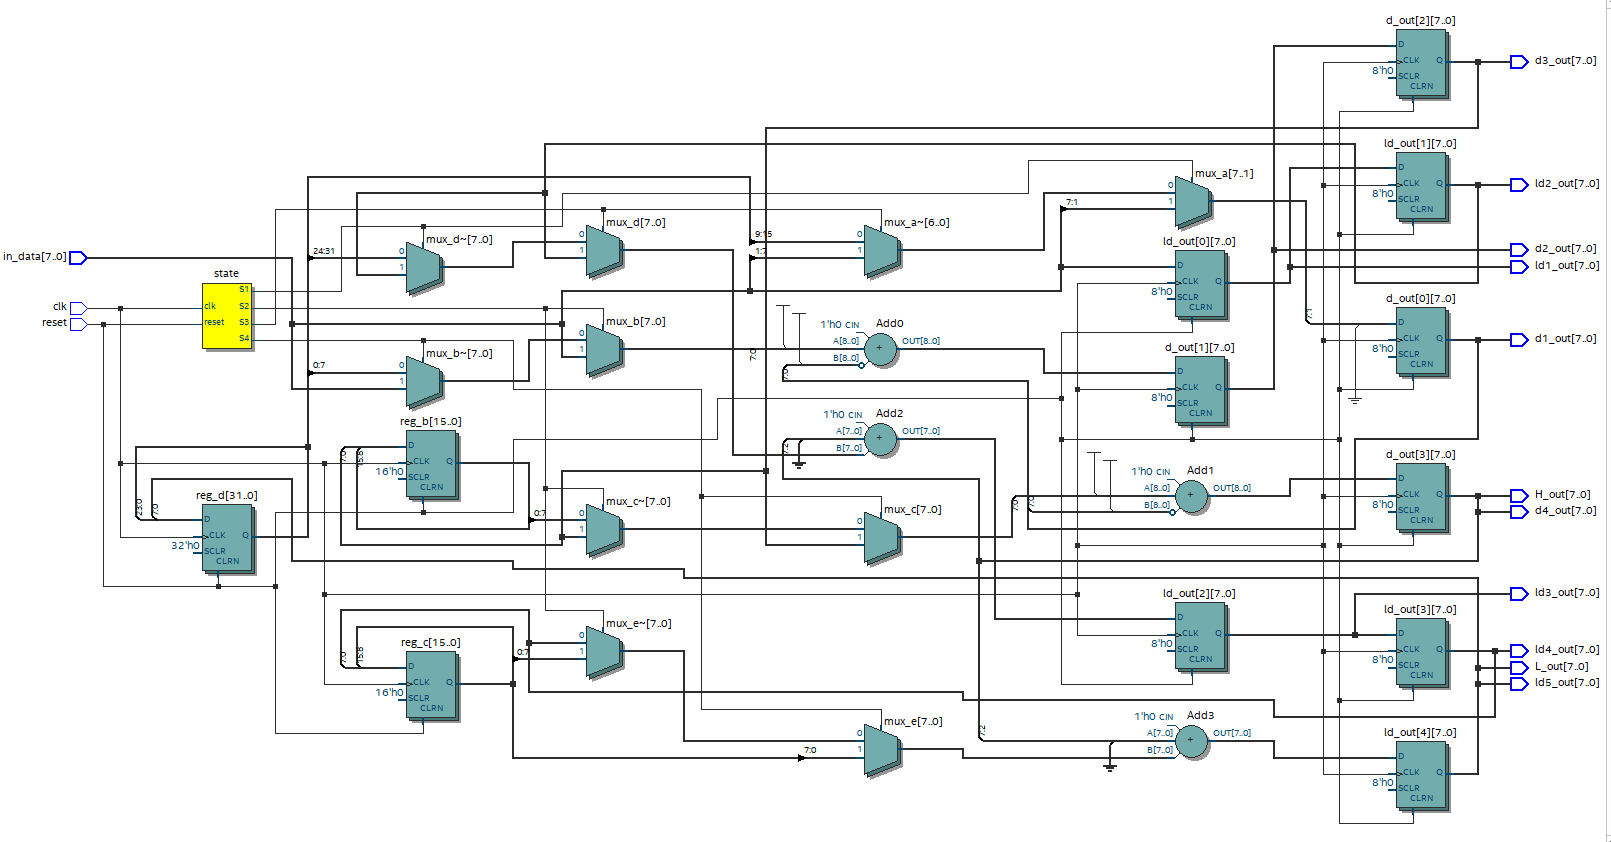 d_out[2][7..0]
D
CLK
Q
8'h0
SCLR
CLRN
d3_out[7..0]
ld_out[1][7..0]
D
CLK
Q
8'h0
SCLR
CLRN
ld2_out[7..0]
mux_a[7..1]
0
1
7:1
mux_d[7..0]
0
1
mux_a~[6..0]
9:15
0
1:7
1
mux_d~[7..0]
24:31
0
1
ld_out[0][7..0]
D
CLK
Q
8'h0
SCLR
CLRN
d2_out[7..0]
ld1_out[7..0]
in_data[7..0]
state
S1
clk
S2
reset
S3
S4
clk
reset
d_out[0][7..0]
7:1
D
CLK
Q
8'h0
SCLR
CLRN
d1_out[7..0]
mux_b[7..0]
0
1
7:0
1'h0 CIN
Add0
A[8..0]
OUT[8..0]
B[8..0]
+
7:0
mux_b~[7..0]
0:7
0
1
d_out[1][7..0]
D
CLK
Q
8'h0
SCLR
CLRN
reg_b[15..0]
7:0
15:8
D
CLK
Q
16'h0
SCLR
CLRN
1'h0 CIN
Add2
A[7..0]
OUT[7..0]
B[7..0]
+
7:2
d_out[3][7..0]
D
CLK
Q
8'h0
SCLR
CLRN
H_out[7..0]
d4_out[7..0]
1'h0 CIN
Add1
A[8..0]
OUT[8..0]
B[8..0]
+
7:0
7:0
reg_d[31..0]
23:0
7:0
D
CLK
Q
32'h0
SCLR
CLRN
mux_c~[7..0]
0:7
0
1
mux_c[7..0]
0
1
ld_out[2][7..0]
D
CLK
Q
8'h0
SCLR
CLRN
ld3_out[7..0]
ld_out[3][7..0]
D
CLK
Q
8'h0
SCLR
CLRN
ld4_out[7..0]
L_out[7..0]
ld5_out[7..0]
mux_e~[7..0]
0
0:7
1
reg_c[15..0]
7:0
15:8
D
CLK
Q
16'h0
SCLR
CLRN
mux_e[7..0]
0
7:0
1
7:2
1'h0 CIN
Add3
A[7..0]
OUT[7..0]
B[7..0]
+
ld_out[4][7..0]
D
CLK
Q
8'h0
SCLR
CLRN